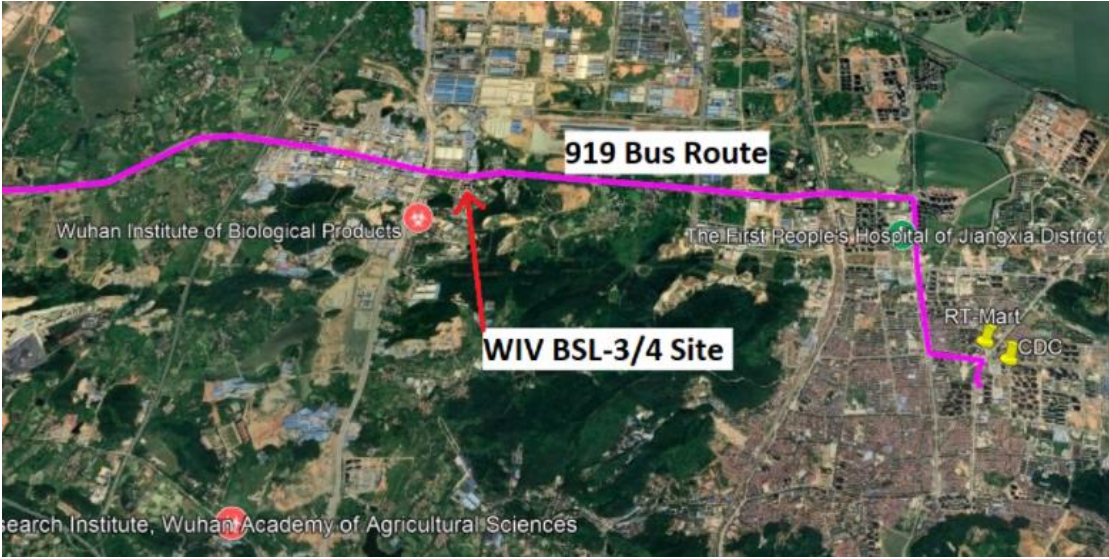 919 Bus Route
Wuhan Institute of Biological Products
The First People's Hospital of Jiangxia District
RT-Mart
WIV BSL-3/4 Site
CDC
search Institute, Wuhan Academy of Agricultural Sciences